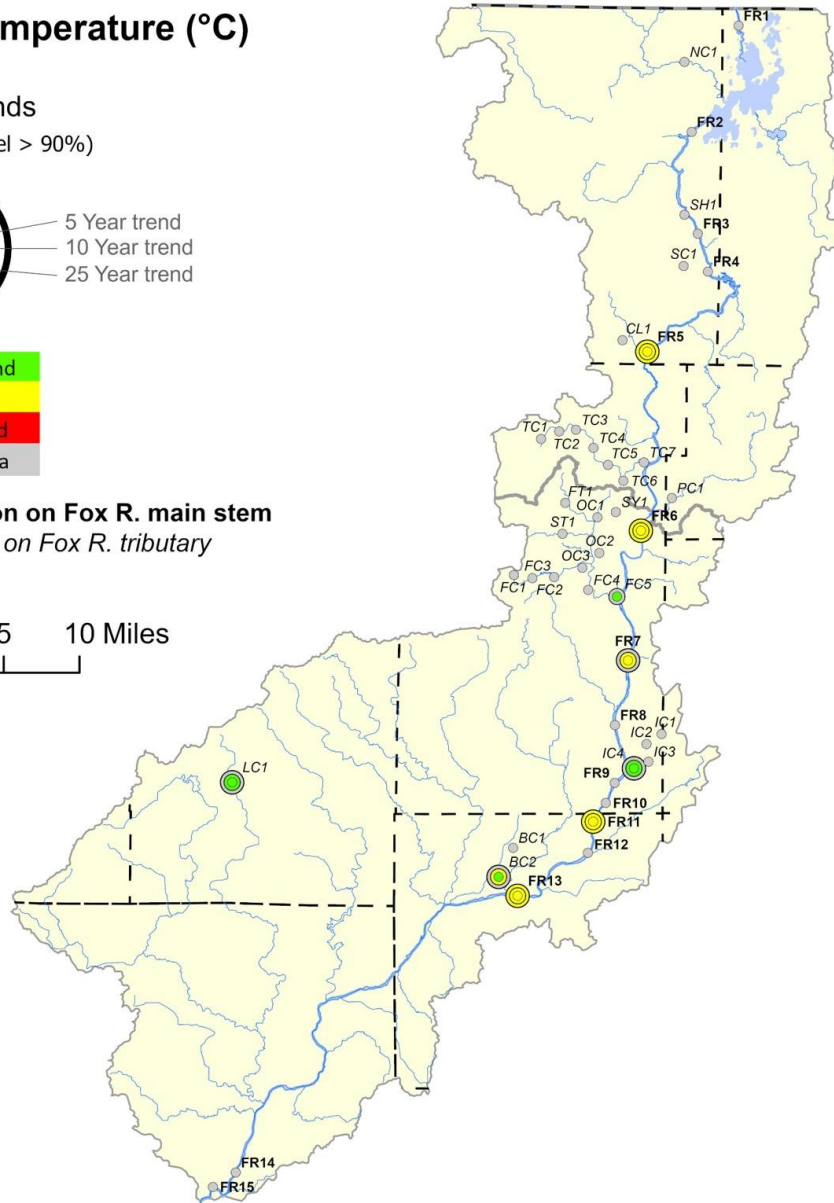 mperature (°C)
nds
el > 90%)
5 Year trend
10 Year trend
25 Year trend
nd
d
a
on on Fox R. main stem
on Fox R. tributary
5 10 Miles
FR1
NC1
FR2
SH1
FR3
SC1
FR4
CL1
FR5
TC1
TC3
TC2
TC4
TC5
TC7
TC6
FT1
PC1
OC1
SY1
FR6
ST1
OC2
OC3
FC3
FC1
FC2
FC4
FC5
FR7
FR8
IC1
IC2
IC4
IC3
LC1
FR9
FR10
FR11
BC1
FR12
BC2
FR13
FR14
FR15